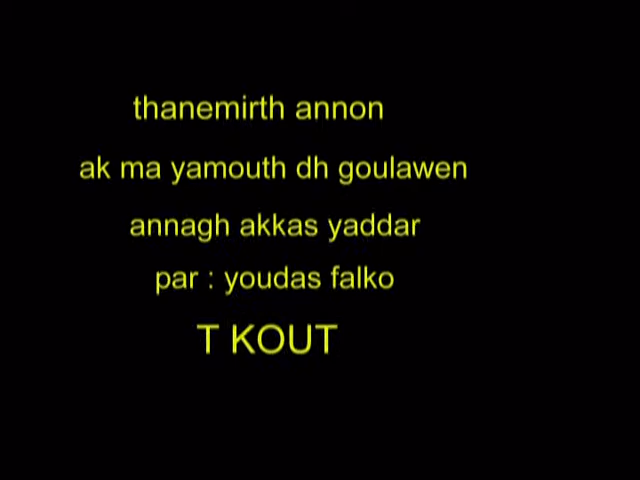 thanemirth annon
ak ma yamouth dh goulawen
annagh akkas yaddar
par : youdas falko
T KOUT